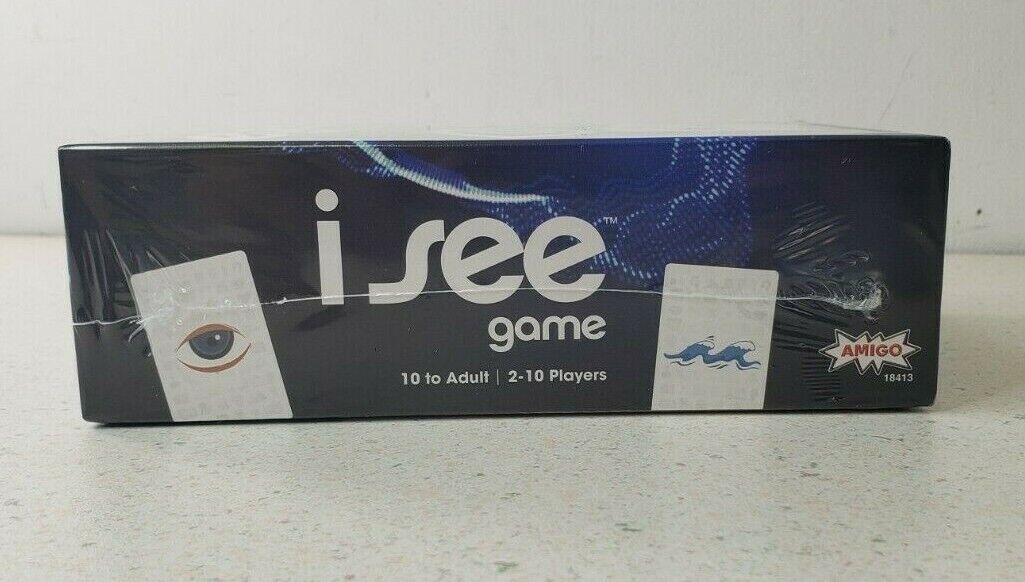 i see™
game
10 to Adult | 2-10 Players
AMIGO
18413